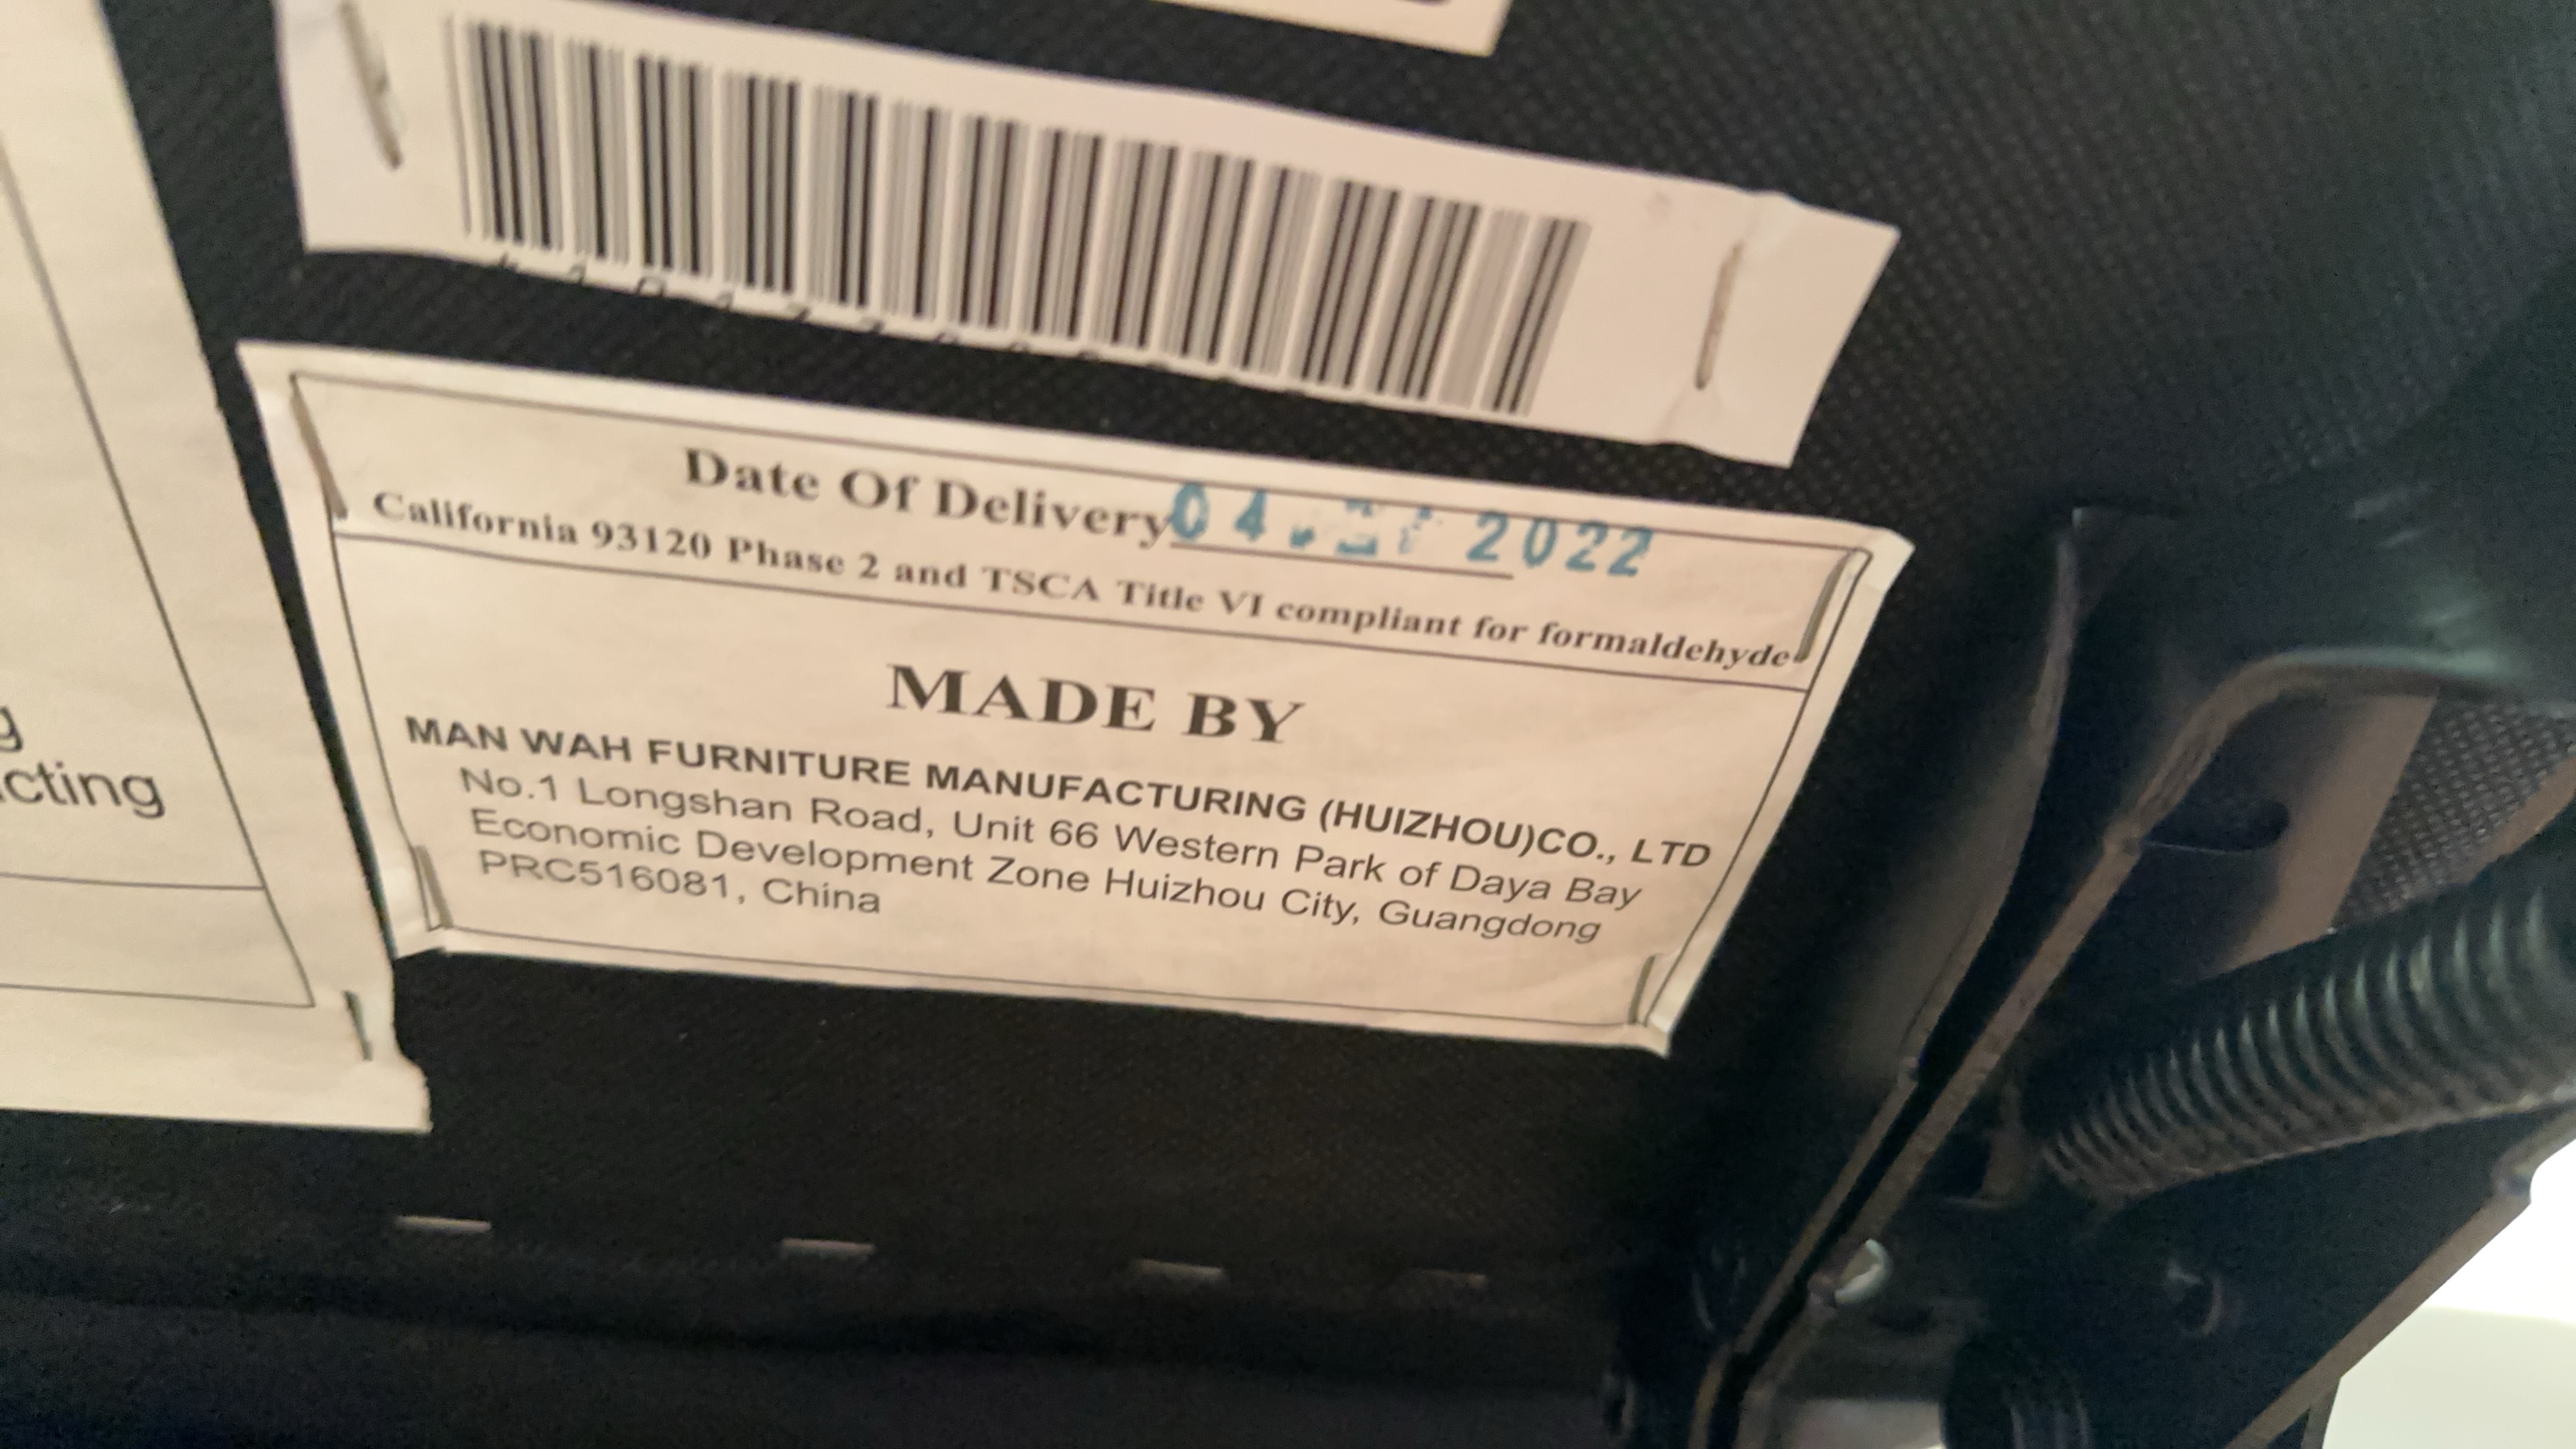 Date Of Delivery 04. 2022
California 93120 Phase 2 and TSCA Title VI compliant for formaldehyde
MADE BY
MAN WAH FURNITURE MANUFACTURING (HUIZHOU)CO., LTD
No.1 Longshan Road, Unit 66 Western Park of Daya Bay
Economic Development Zone Huizhou City, Guangdong
PRC516081, China
cting